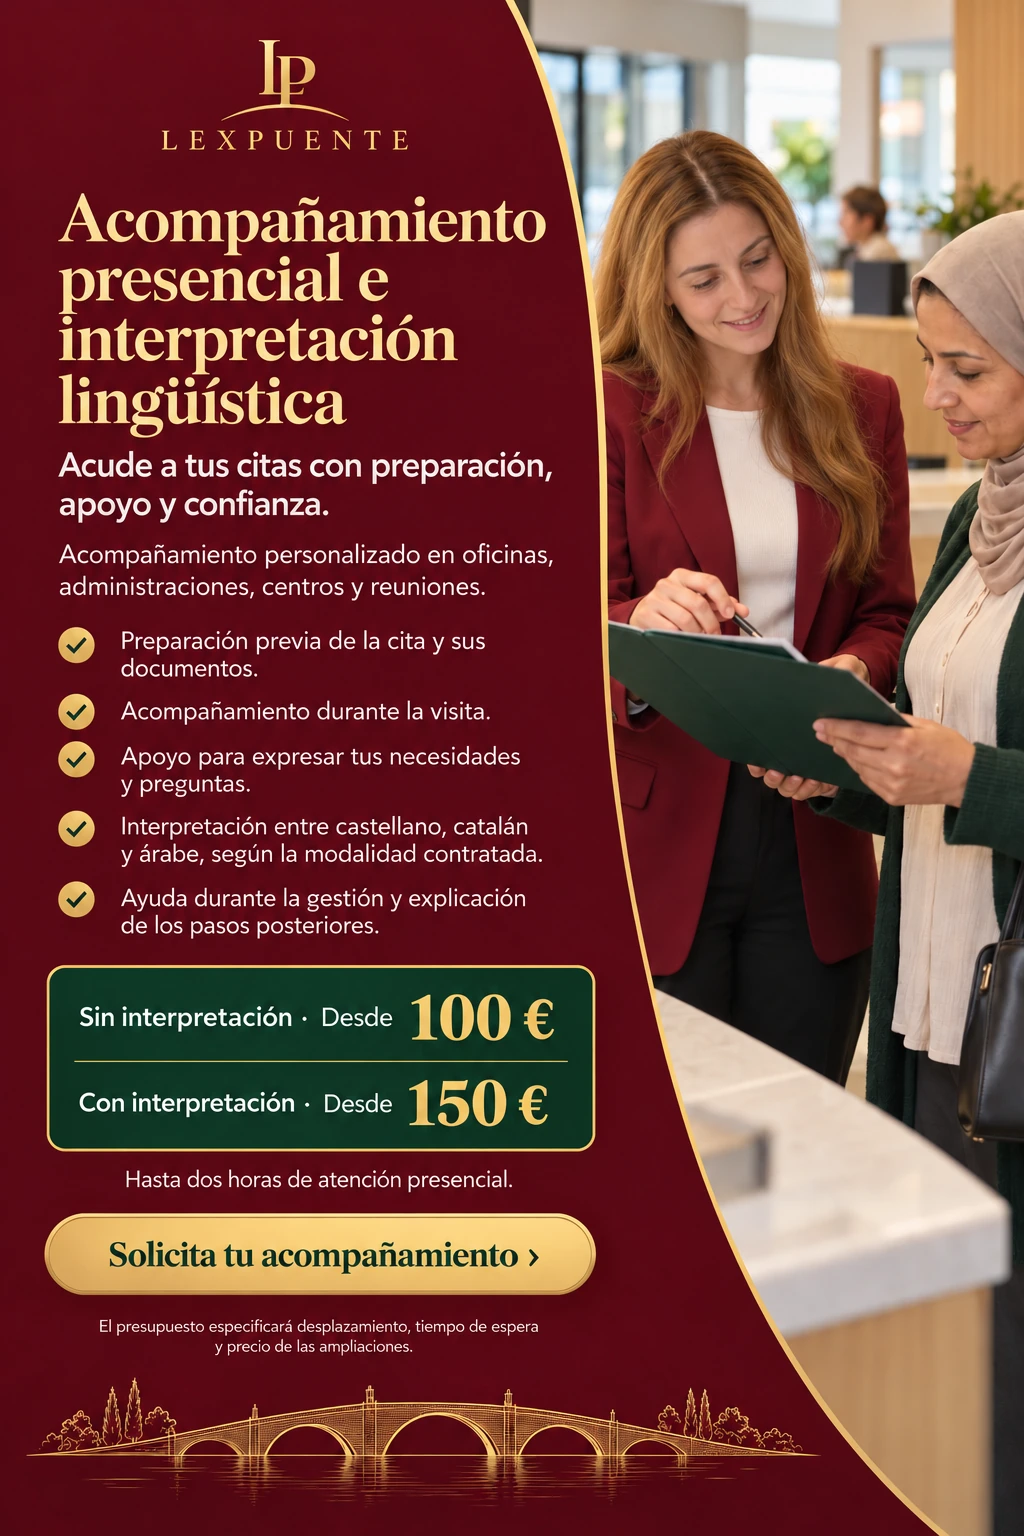 LP
LEXPUENTE
Acompañamiento
presencial e
interpretación
lingüística
Acude a tus citas con preparación,
apoyo y confianza.
Acompañamiento personalizado en oficinas,
administraciones, centros y reuniones.
Preparación previa de la cita y sus
documentos.
Acompañamiento durante la visita.
Apoyo para expresar tus necesidades
y preguntas.
Interpretación entre castellano, catalán
y árabe, según la modalidad contratada.
Ayuda durante la gestión y explicación
de los pasos posteriores.
Sin interpretación · Desde 100 €
Con interpretación · Desde 150 €
Hasta dos horas de atención presencial.
Solicita tu acompañamiento ›
El presupuesto especificará desplazamiento, tiempo de espera
y precio de las ampliaciones.